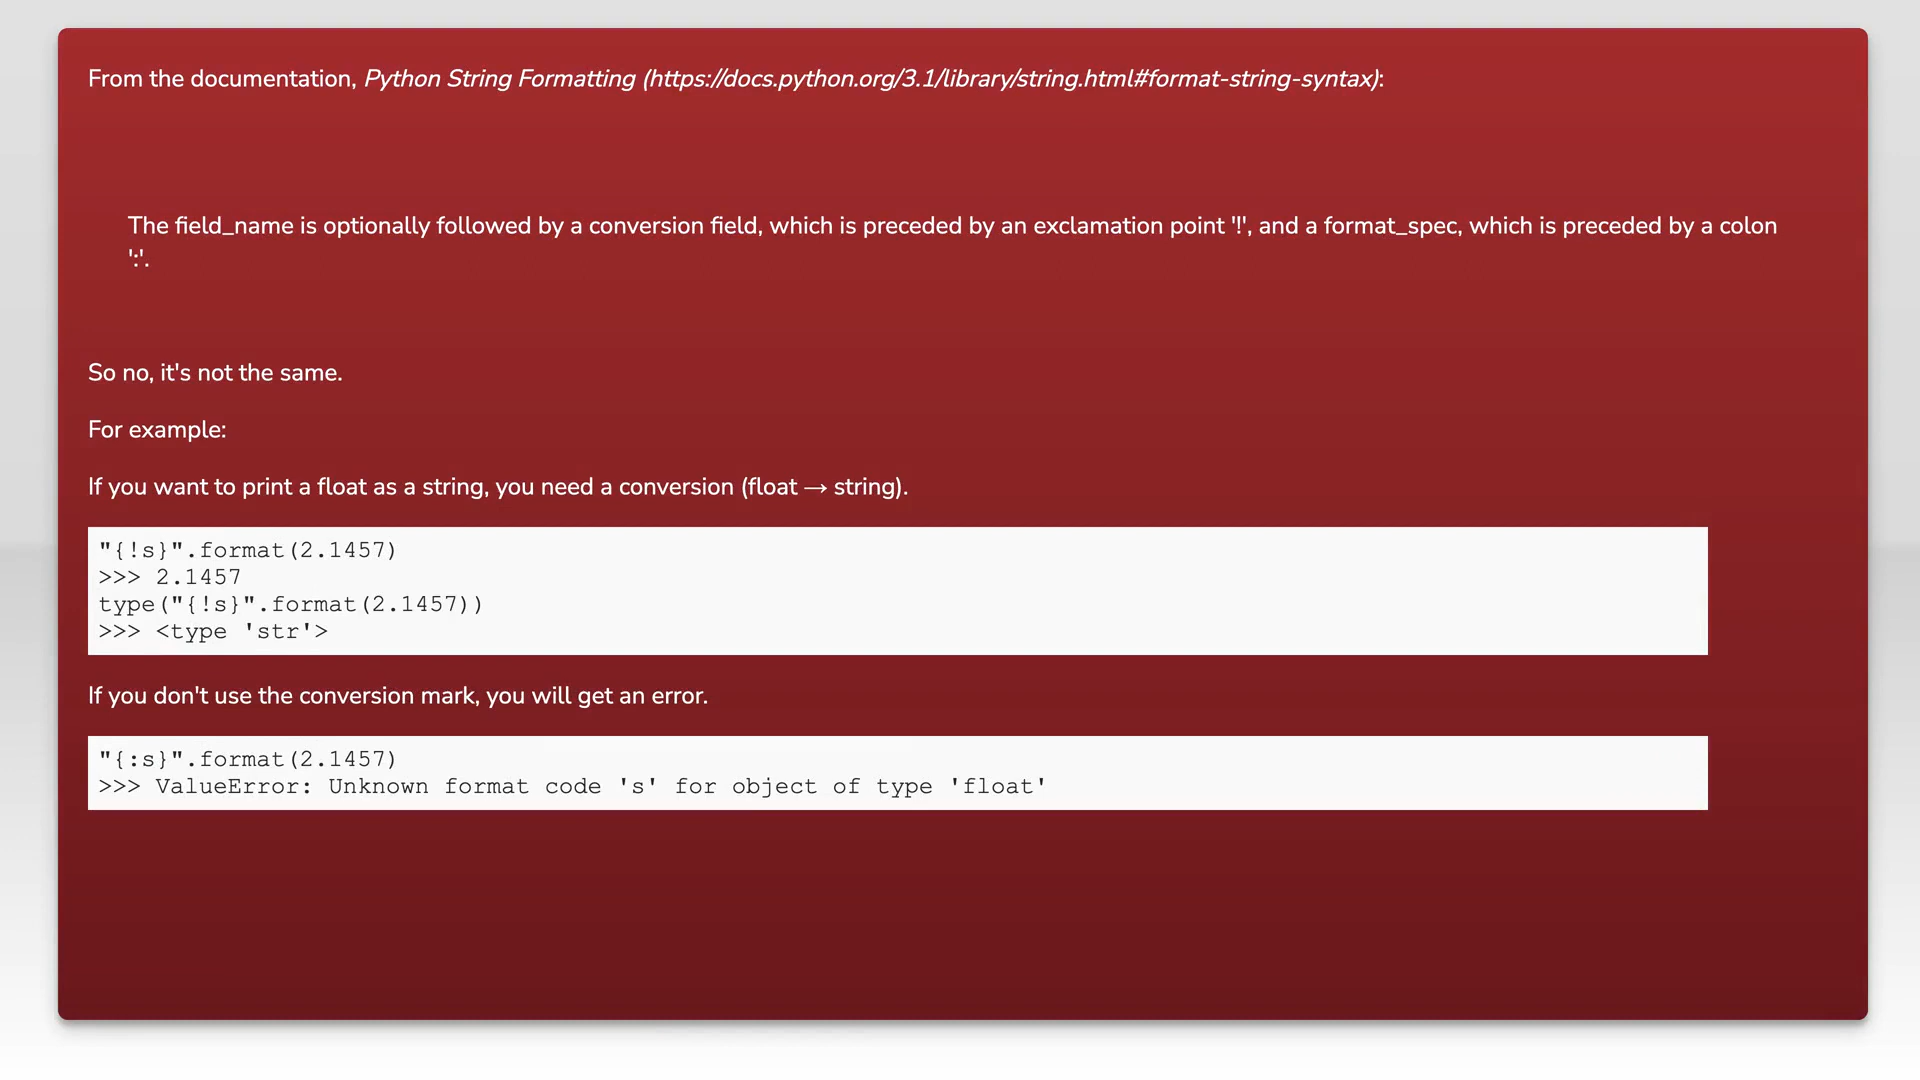 From the documentation, Python String Formatting (https://docs.python.org/3.1/library/string.html#format-string-syntax):
The field_name is optionally followed by a conversion field, which is preceded by an exclamation point '!', and a format_spec, which is preceded by a colon
':'.
So no, it's not the same.
For example:
If you want to print a float as a string, you need a conversion (float → string).
"{!s}".format(2.1457)
>>> 2.1457
type("{!s}".format(2.1457))
>>> <type 'str'>
If you don't use the conversion mark, you will get an error.
"{:s}".format(2.1457)
>>> ValueError: Unknown format code 's' for object of type 'float'